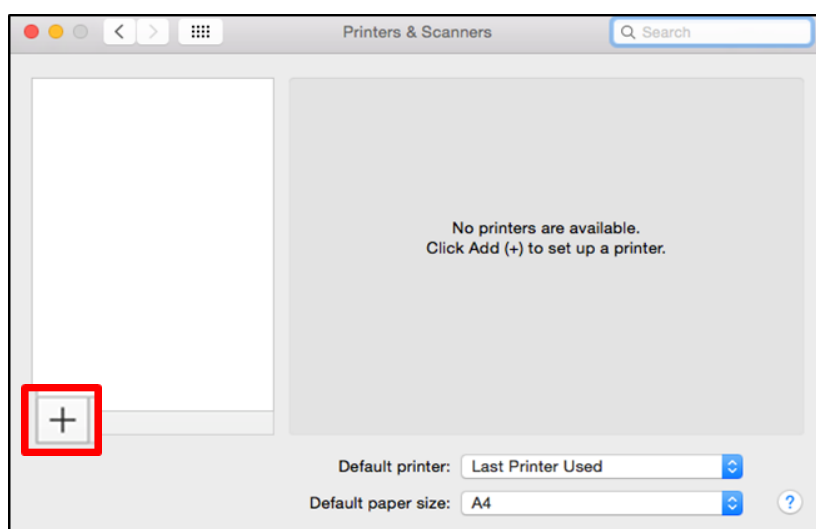 Printers & Scanners
Search
No printers are available.
Click Add (+) to set up a printer.
+
Default printer: Last Printer Used
Default paper size: A4
?